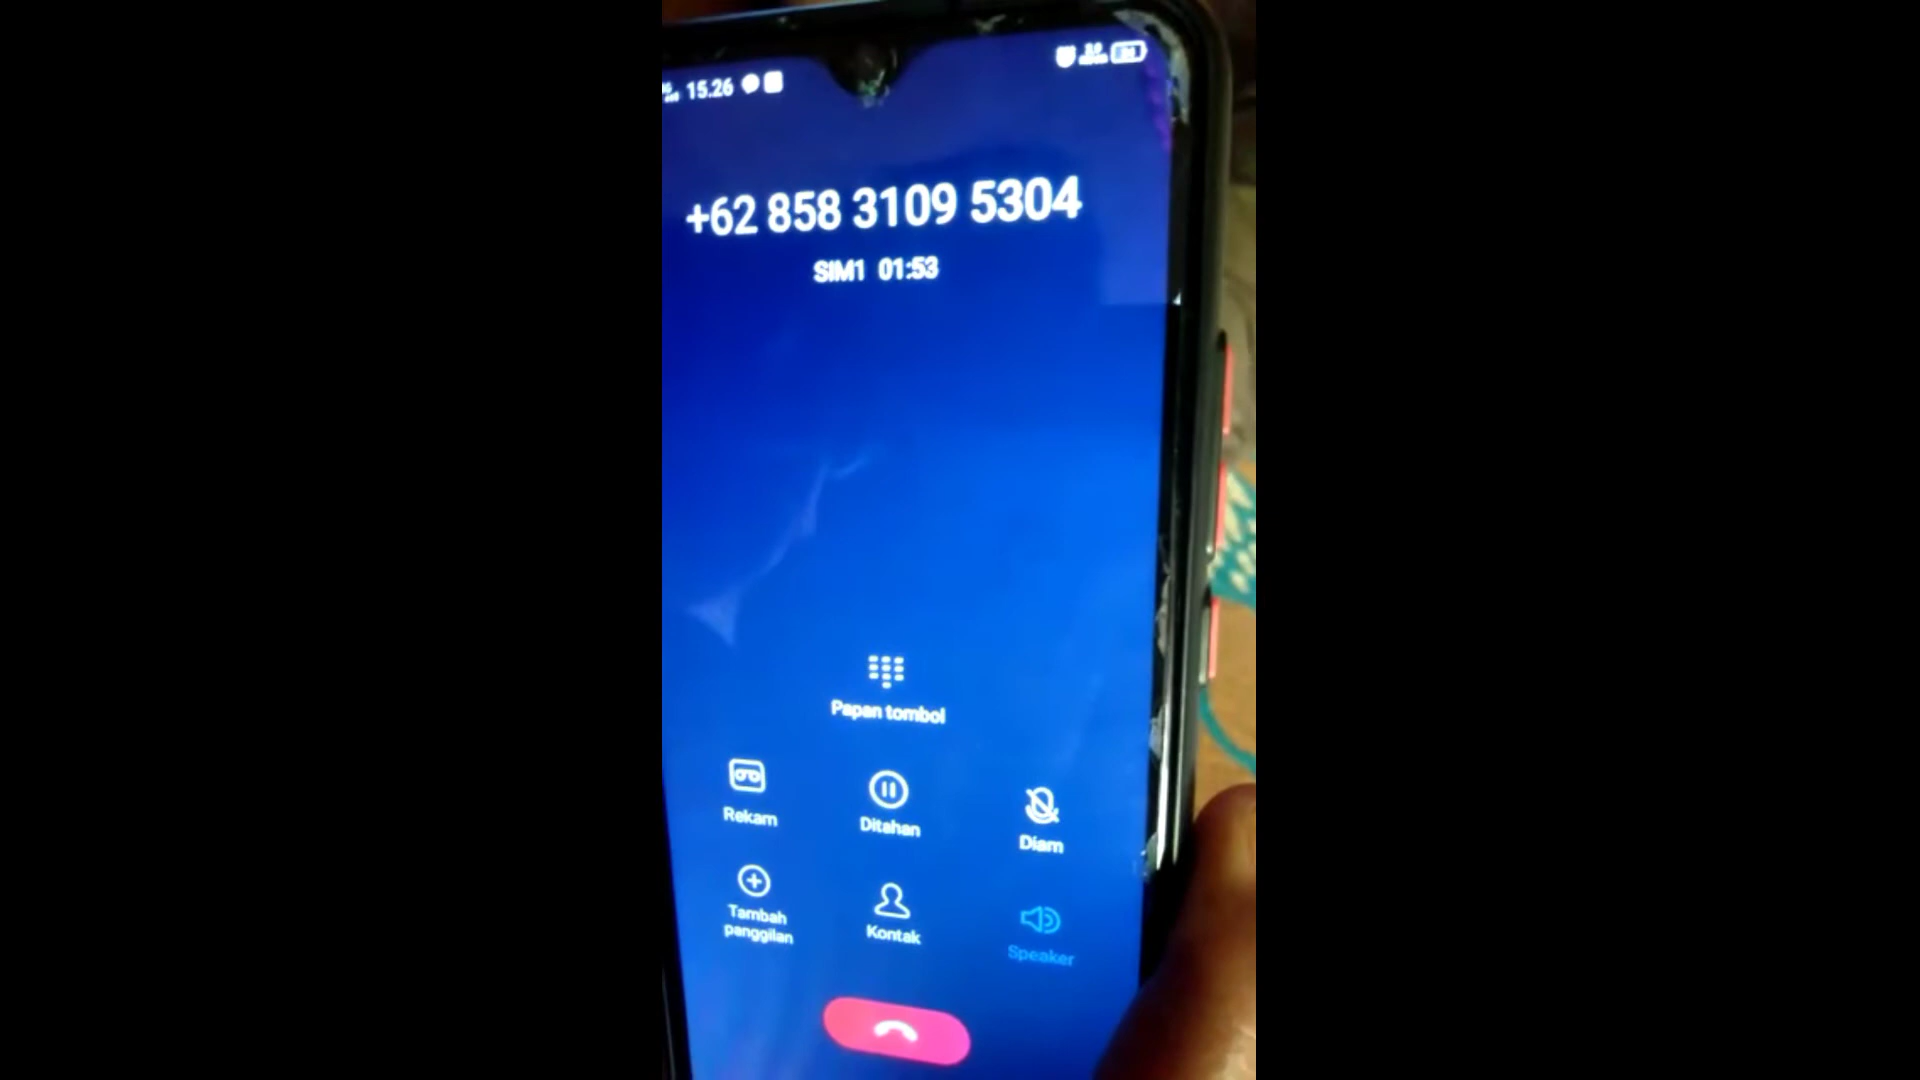 15.26
+62 858 3109 5304
SIM1 01:53
Papan tombol
Rekam
Ditahan
Diam
Tambah
panggilan
Kontak
Speaker